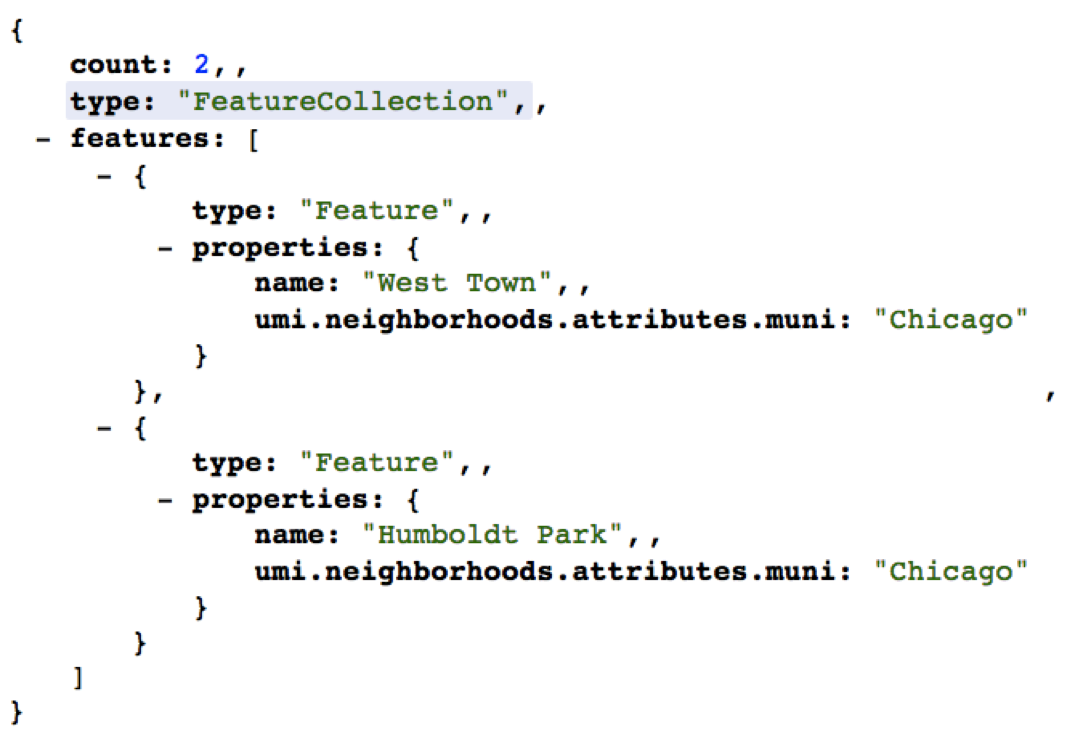 {
count: 2,,
type: "FeatureCollection",,
- features: [
- {
type: "Feature",,
- properties: {
name: "West Town",,
umi.neighborhoods.attributes.muni: "Chicago"
}
}, ,
- {
type: "Feature",,
- properties: {
name: "Humboldt Park",,
umi.neighborhoods.attributes.muni: "Chicago"
}
}
]
}